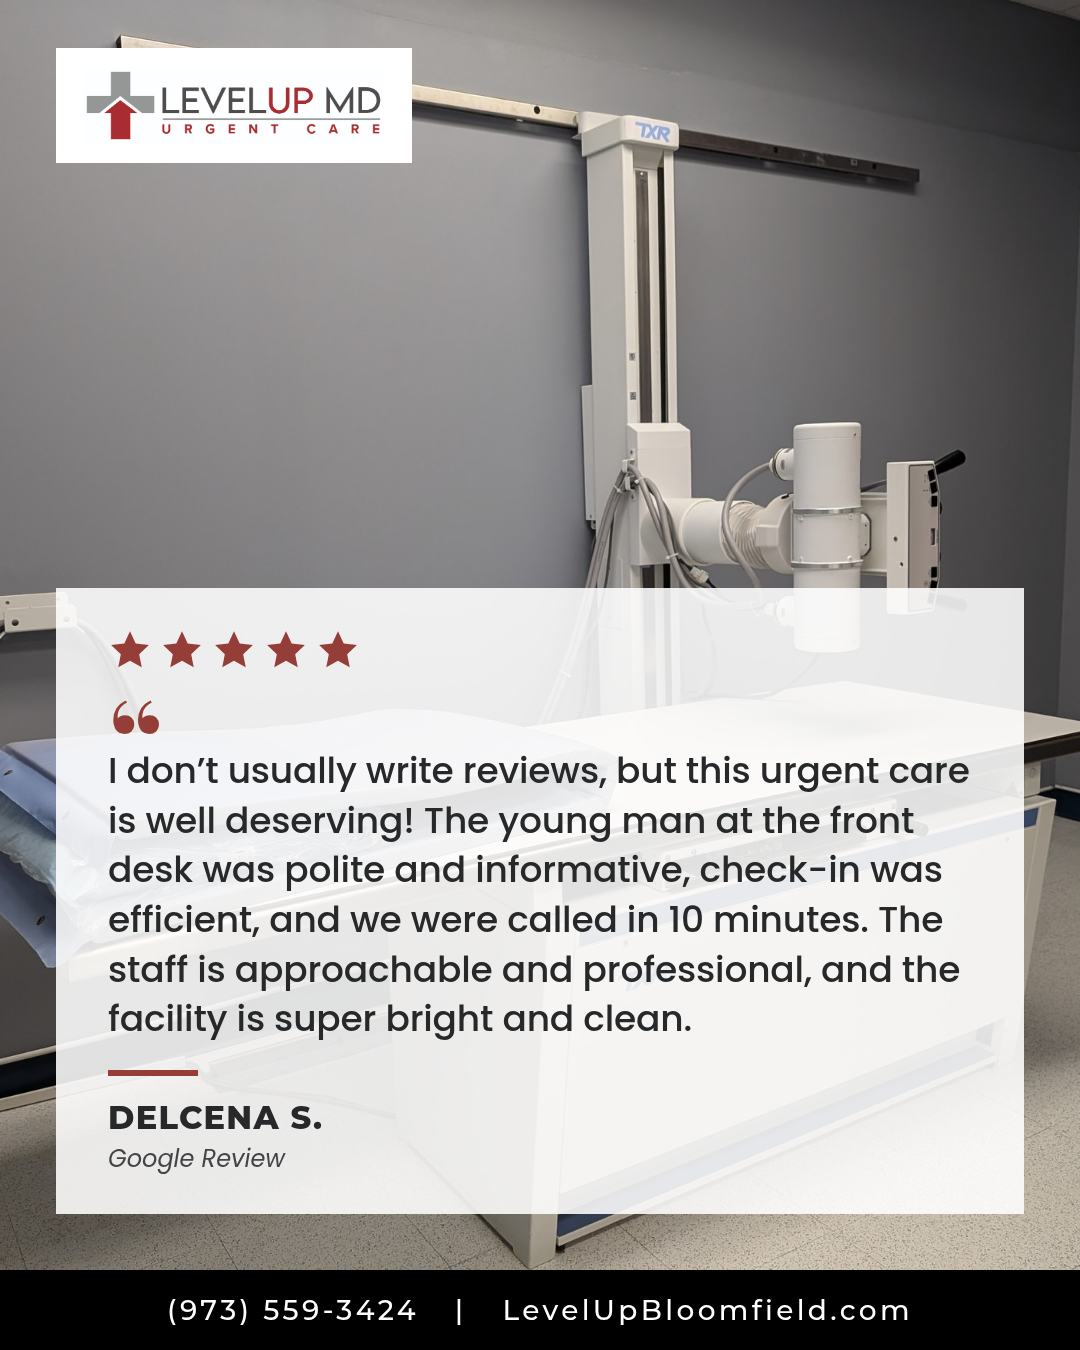 LEVELUP MD
URGENT CARE
TXR
“
I don’t usually write reviews, but this urgent care
is well deserving! The young man at the front
desk was polite and informative, check-in was
efficient, and we were called in 10 minutes. The
staff is approachable and professional, and the
facility is super bright and clean.
DELCENA S.
Google Review
(973) 559-3424 | LevelUpBloomfield.com